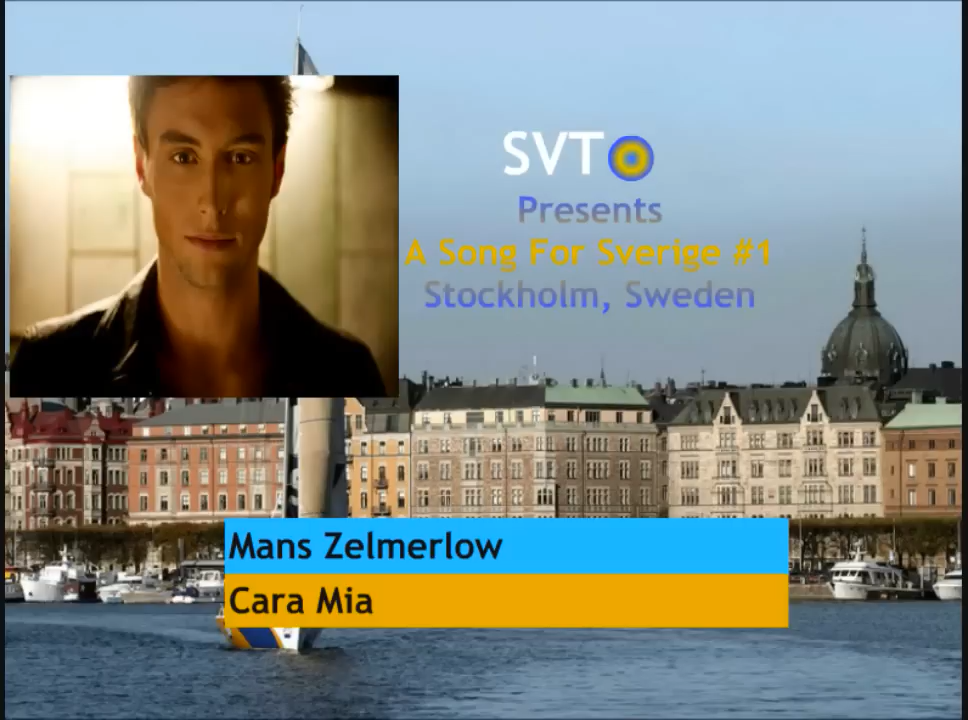 SVT
Presents
A Song For Sverige #1
Stockholm, Sweden
Mans Zelmerlow
Cara Mia